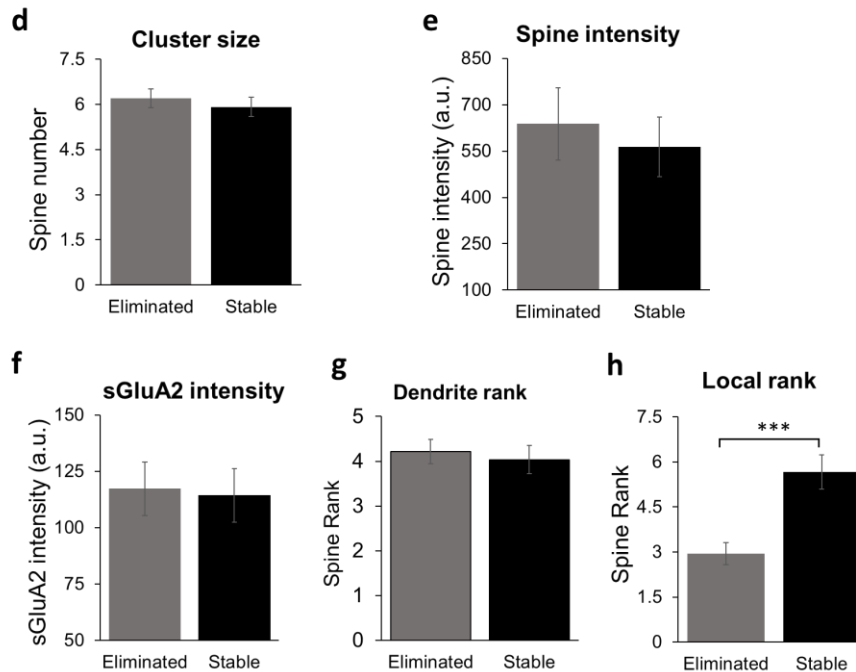 d
Cluster size
Spine number
7.5
6
4.5
3
1.5
0
Eliminated Stable
e
Spine intensity
Spine intensity (a.u.)
850
700
550
400
250
100
Eliminated Stable
f
sGluA2 intensity
sGluA2 intensity (a.u.)
150
125
100
75
50
Eliminated Stable
g
Dendrite rank
Spine Rank
5
4
3
2
1
0
Eliminated Stable
h
Local rank
Spine Rank
7.5
6
4.5
3
1.5
0
***
Eliminated Stable